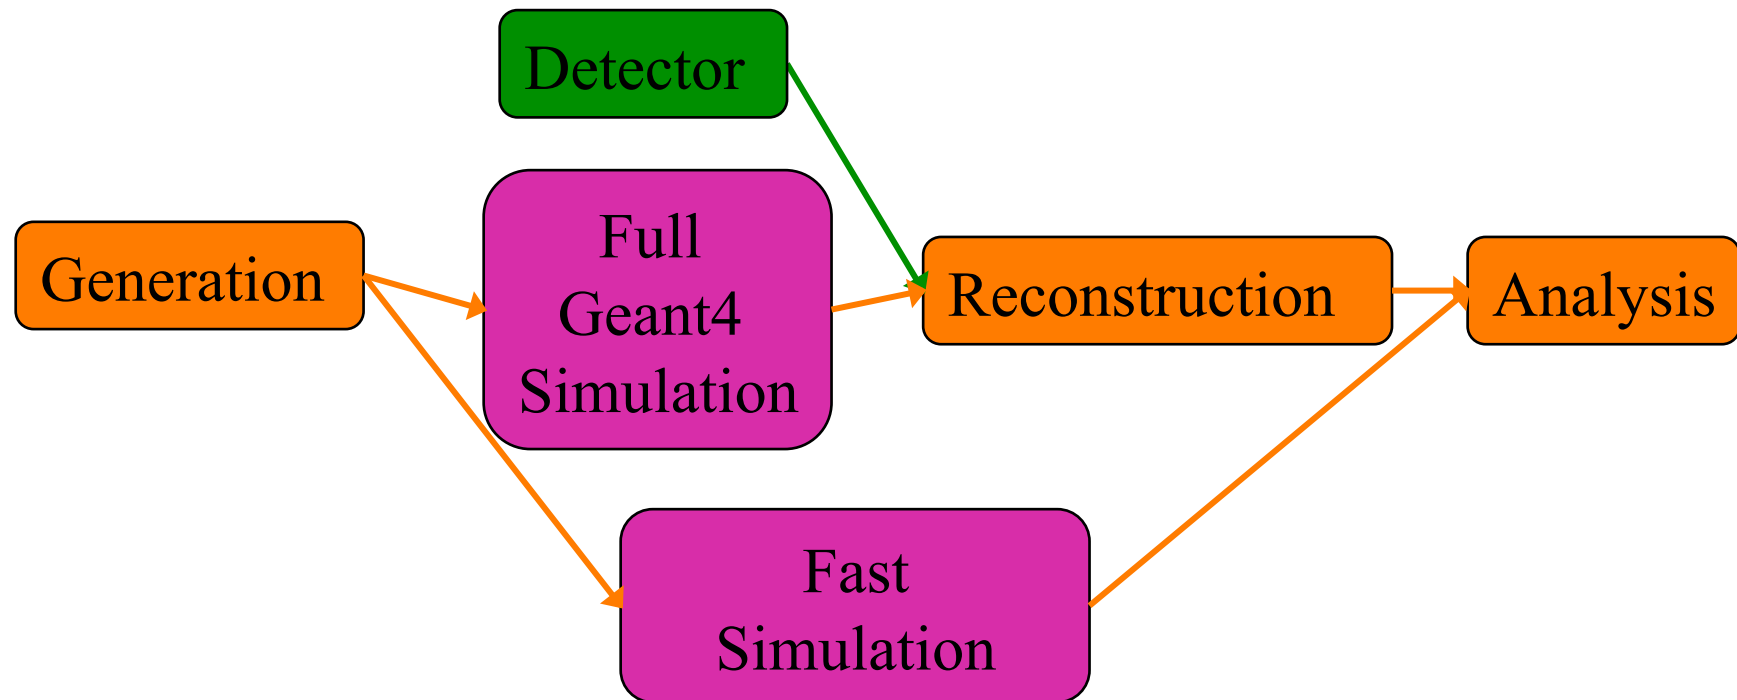 Detector
Generation
Full
Geant4
Simulation
Reconstruction
Analysis
Fast
Simulation